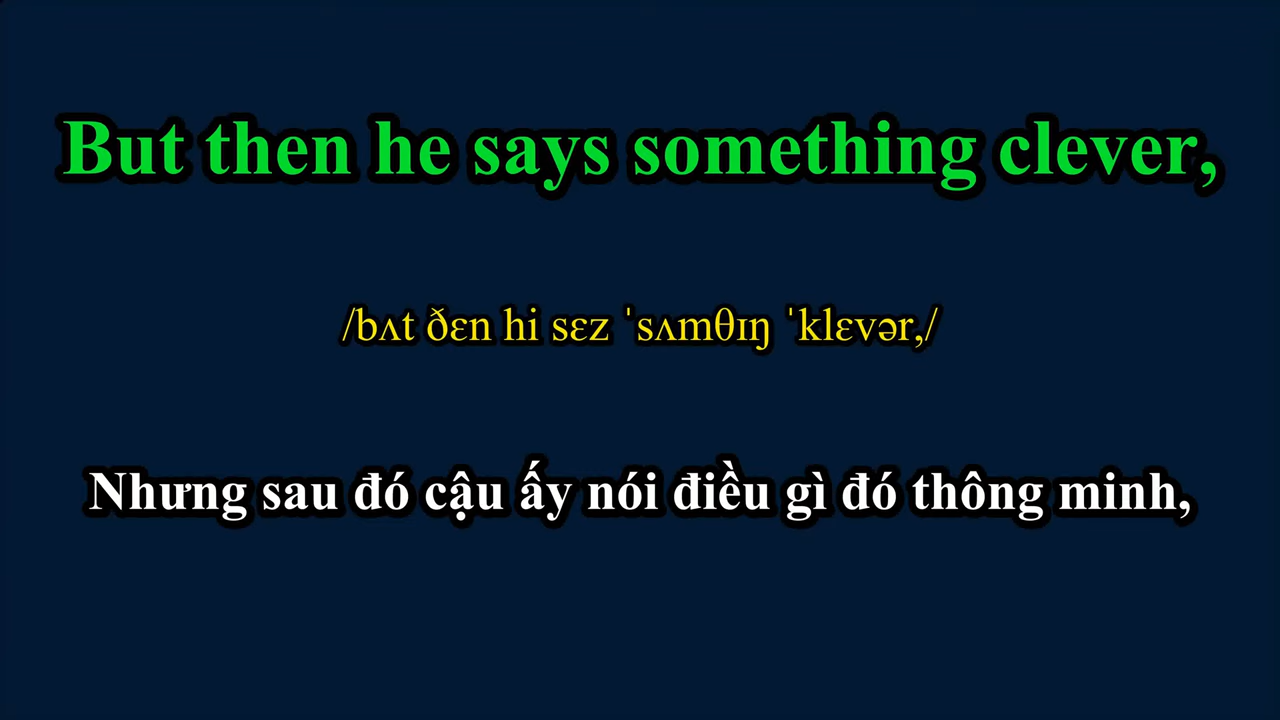 But then he says something clever,
/bʌt ðɛn hi sɛz ˈsʌmθɪŋ ˈklɛvər,/
Nhưng sau đó cậu ấy nói điều gì đó thông minh,